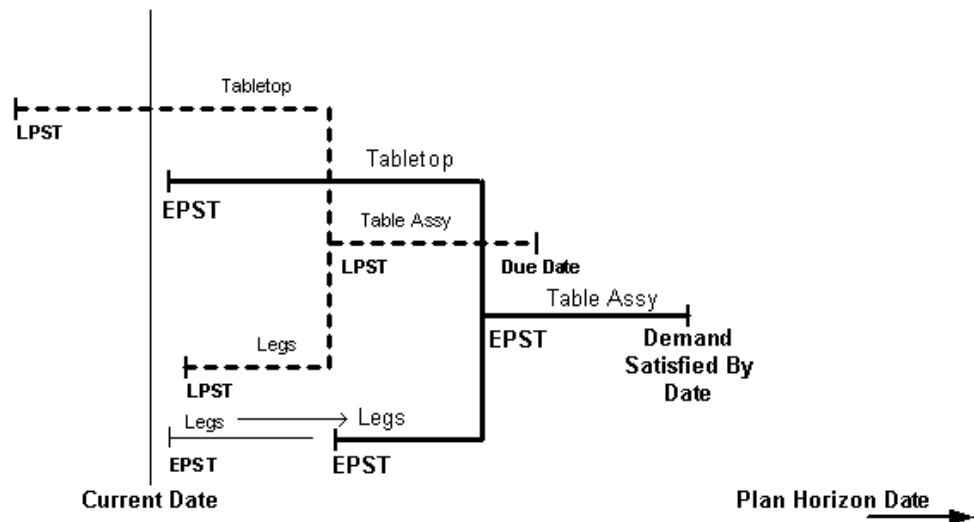 Tabletop
LPST
Tabletop
EPST
Table Assy
LPST
Due Date
Table Assy
EPST
Demand
Satisfied By
Date
Legs
LPST
Legs
Legs
EPST
EPST
Current Date
Plan Horizon Date